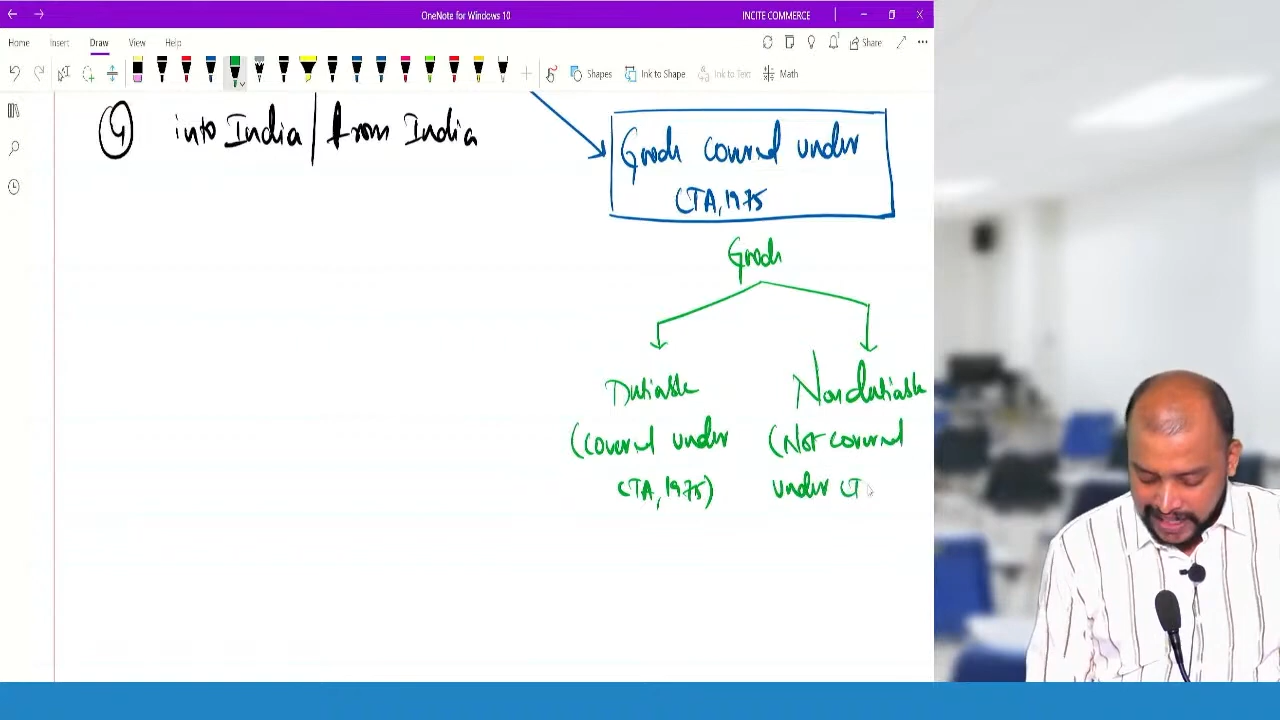 OneNote for Windows 10
INCITE COMMERCE
Home Insert Draw View Help
Share
Shapes Ink to Shape Ink to Text Math
4 into India / from India
Goods covered under
CTA, 1975
Goods
Dutiable
(covered under
CTA, 1975)
Non dutiable
(Not covered
under CT